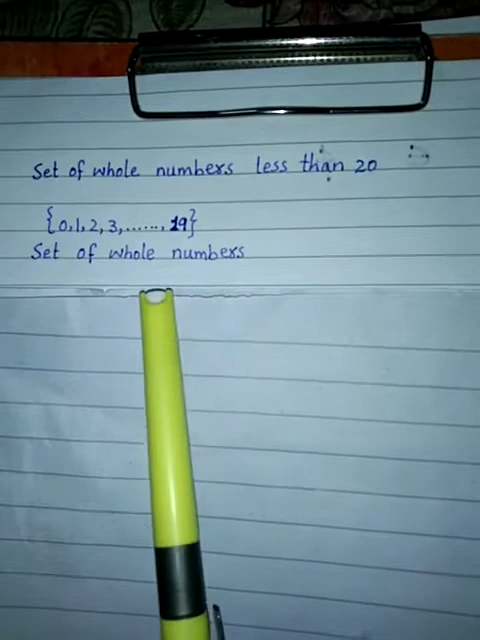 Set of whole numbers less than 20
{0,1,2,3,......,19}
Set of whole numbers